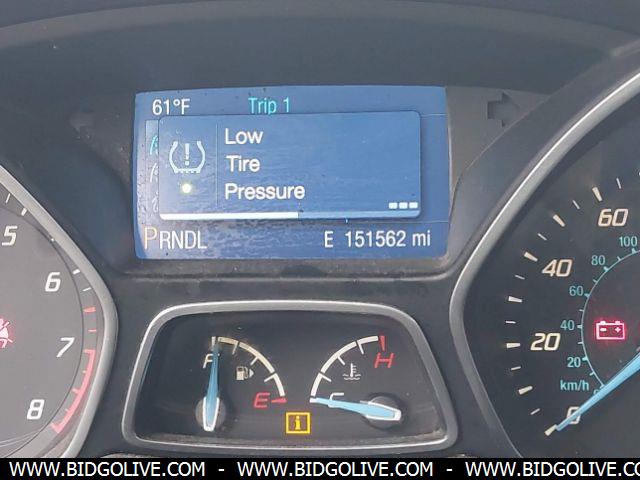 61°F Trip 1
Low
Tire
Pressure
PRNDL E 151562 mi
5
6
7
8
F
E
H
C
i
60
40
20
0
100
80
60
40
20
km/h
WWW.BIDGOLIVE.COM - WWW.BIDGOLIVE.COM - WWW.BIDGOLIVE.COM